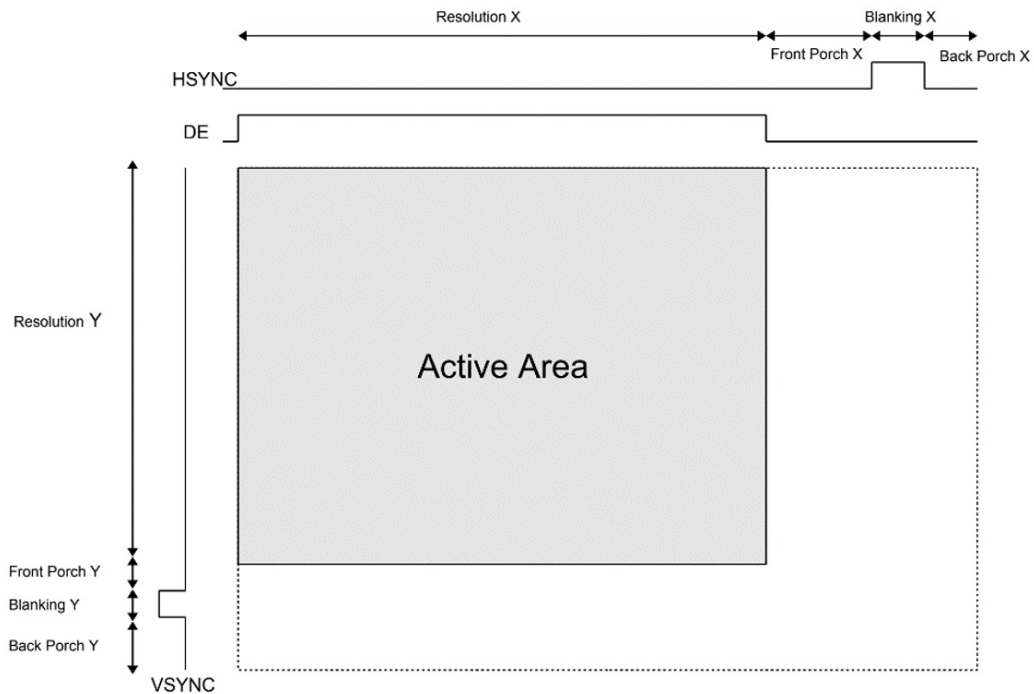 Resolution X
Blanking X
Front Porch X
Back Porch X
HSYNC
DE
Resolution Y
Active Area
Front Porch Y
Blanking Y
Back Porch Y
VSYNC